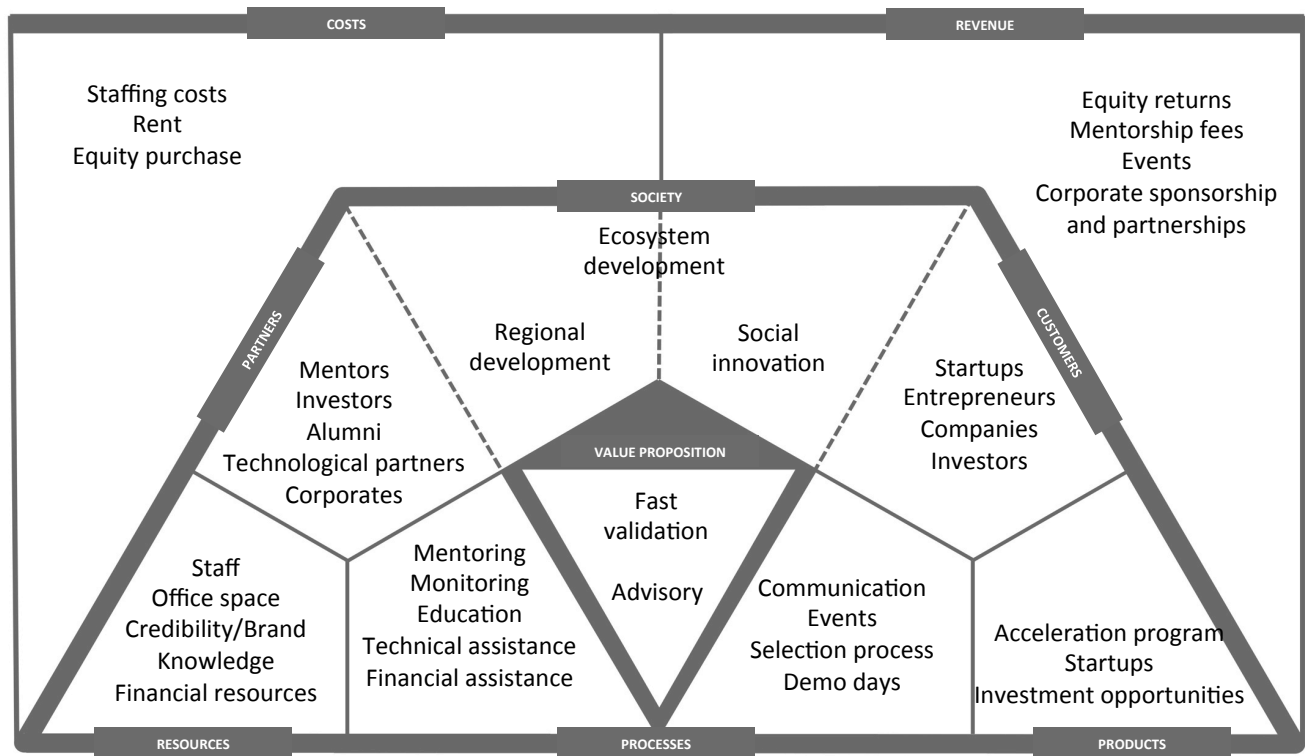 COSTS
REVENUE
Staffing costs
Rent
Equity purchase
Equity returns
Mentorship fees
Events
Corporate sponsorship
and partnerships
SOCIETY
Ecosystem
development
Regional
development
Social
innovation
PARTNERS
Mentors
Investors
Alumni
Technological partners
Corporates
CUSTOMERS
Startups
Entrepreneurs
Companies
Investors
VALUE PROPOSITION
Fast
validation
Advisory
Staff
Office space
Credibility/Brand
Knowledge
Financial resources
Mentoring
Monitoring
Education
Technical assistance
Financial assistance
Communication
Events
Selection process
Demo days
Acceleration program
Startups
Investment opportunities
RESOURCES
PROCESSES
PRODUCTS